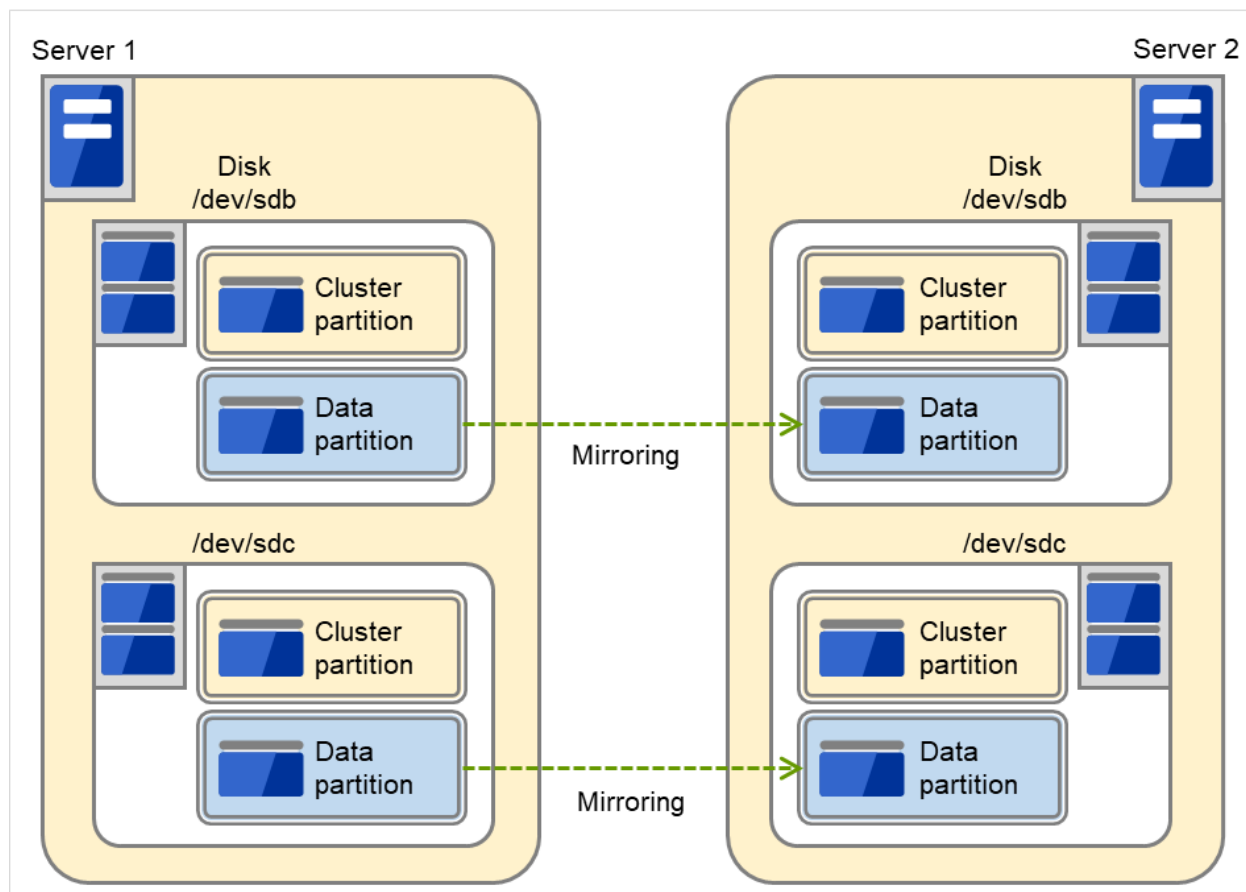 Server 1
Server 2
Disk
/dev/sdb
Disk
/dev/sdb
Cluster
partition
Cluster
partition
Data
partition
Data
partition
Mirroring
/dev/sdc
/dev/sdc
Cluster
partition
Cluster
partition
Data
partition
Data
partition
Mirroring